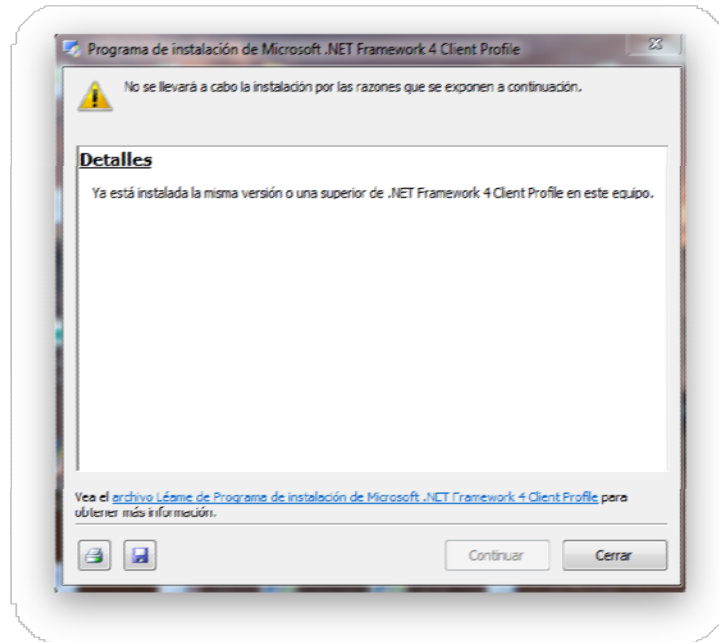 Programa de instalación de Microsoft .NET Framework 4 Client Profile
No se llevará a cabo la instalación por las razones que se exponen a continuación.
Detalles
Ya está instalada la misma versión o una superior de .NET Framework 4 Client Profile en este equipo.
Vea el archivo Léame de Programa de instalación de Microsoft .NET Framework 4 Client Profile para
obtener más información.
Continuar
Cerrar